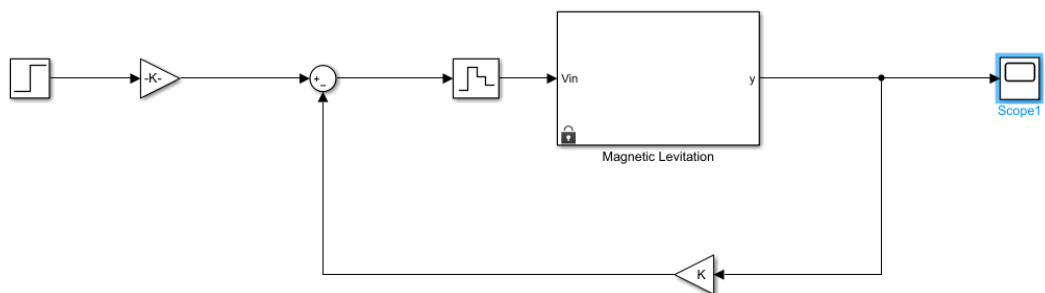 -K-
+
−
Vin
y
Scope1
Magnetic Levitation
K